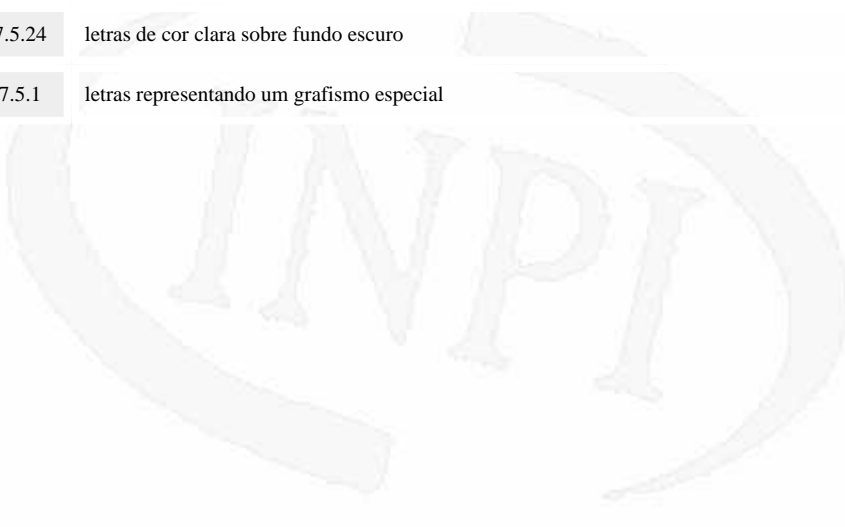 7.5.24 letras de cor clara sobre fundo escuro
7.5.1 letras representando um grafismo especial
INPI